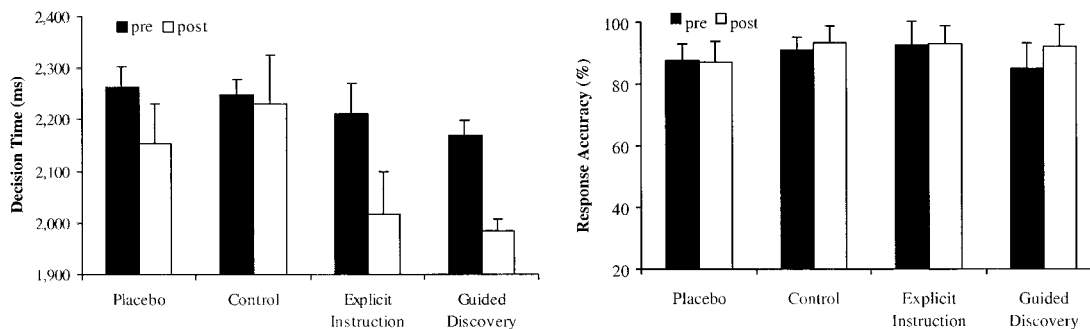 2,400
pre post
2,300
2,200
2,100
2,000
1,900
Decision Time (ms)
Placebo Control Explicit Guided
Instruction Discovery
100
pre post
80
60
40
20
Response Accuracy (%)
Placebo Control Explicit Guided
Instruction Discovery